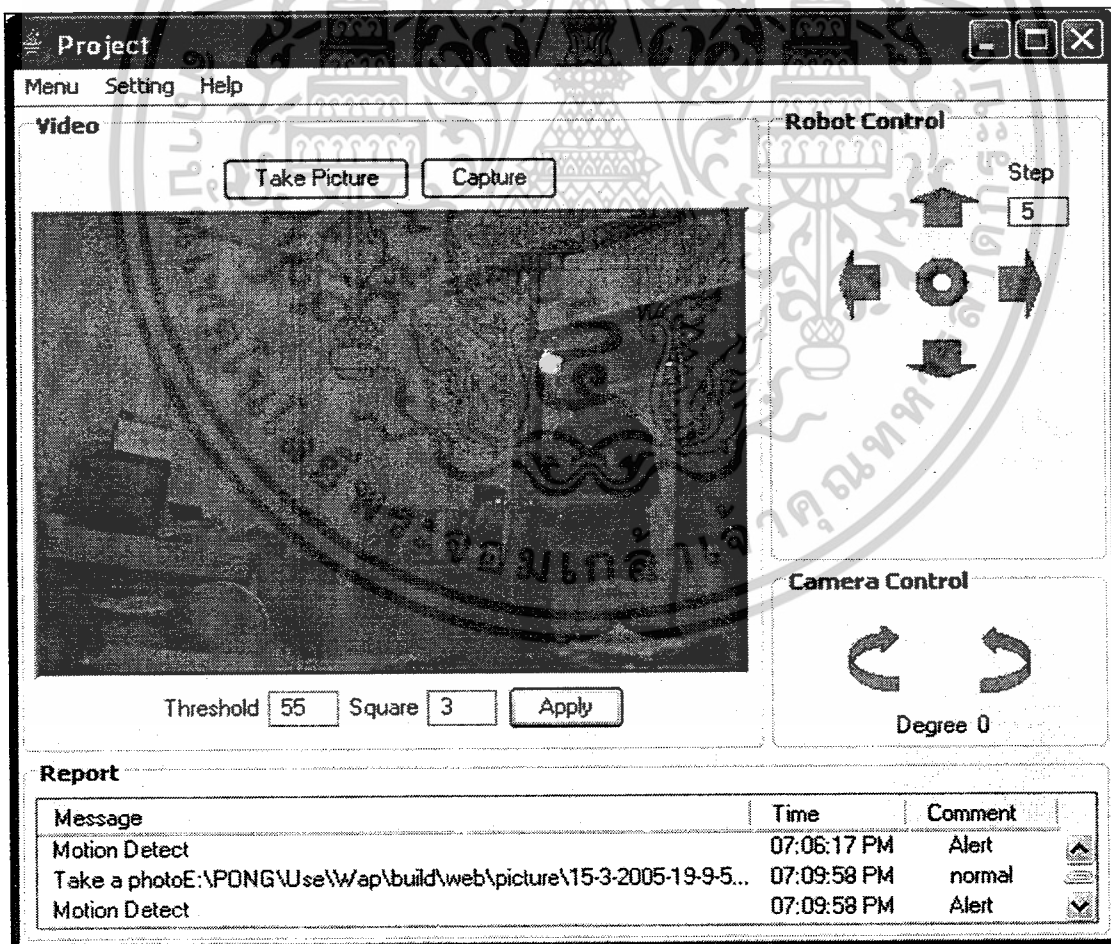 Project
Menu Setting Help
Video
Take Picture Capture
Threshold 55 Square 3 Apply
Robot Control
Step
5
Camera Control
Degree 0
Report
Message Time Comment
Motion Detect 07:06:17 PM Alert
Take a photoE:\PONG\Use\Wap\build\web\picture\15-3-2005-19-9-5... 07:09:58 PM normal
Motion Detect 07:09:58 PM Alert